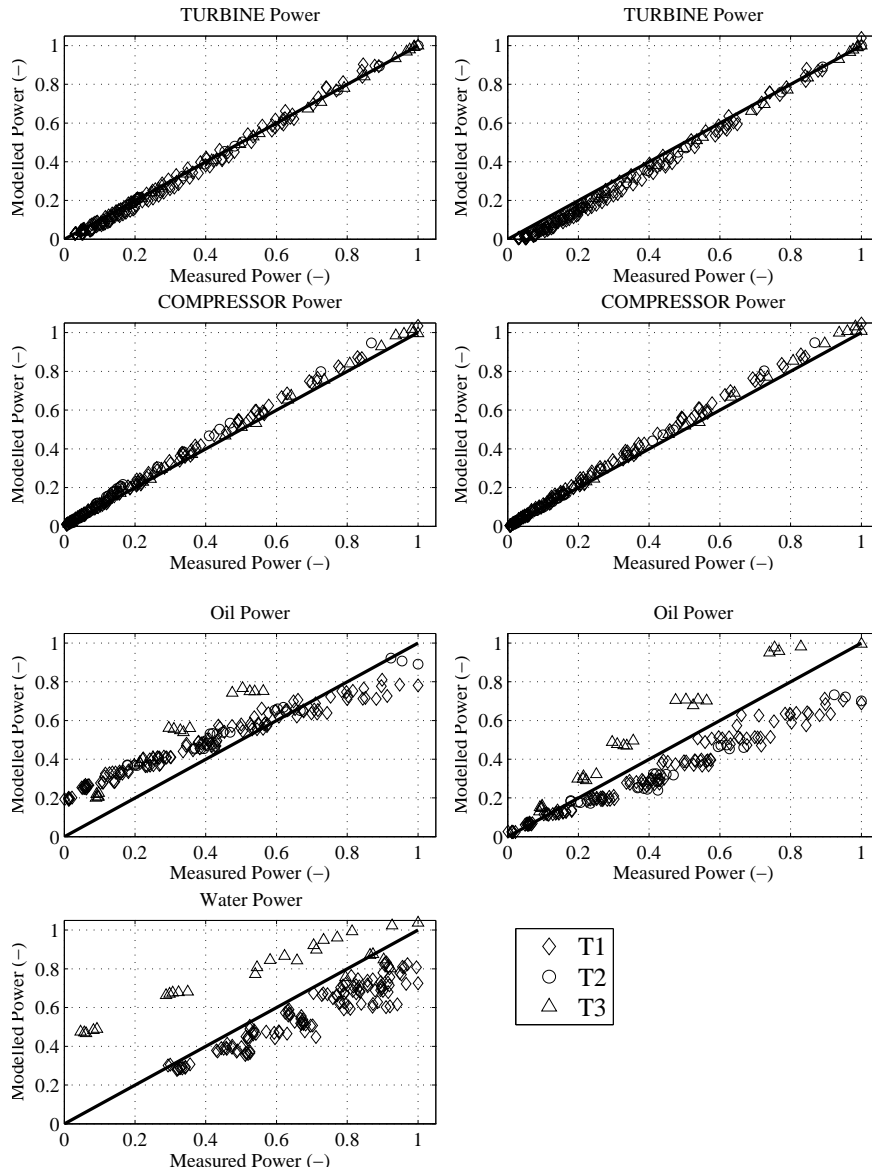 TURBINE Power
1
0.8
0.6
0.4
0.2
0
0 0.2 0.4 0.6 0.8 1
Modelled Power (−)
Measured Power (−)
TURBINE Power
1
0.8
0.6
0.4
0.2
0
0 0.2 0.4 0.6 0.8 1
Modelled Power (−)
Measured Power (−)
COMPRESSOR Power
1
0.8
0.6
0.4
0.2
0
0 0.2 0.4 0.6 0.8 1
Modelled Power (−)
Measured Power (−)
COMPRESSOR Power
1
0.8
0.6
0.4
0.2
0
0 0.2 0.4 0.6 0.8 1
Modelled Power (−)
Measured Power (−)
Oil Power
1
0.8
0.6
0.4
0.2
0
0 0.2 0.4 0.6 0.8 1
Modelled Power (−)
Measured Power (−)
Oil Power
1
0.8
0.6
0.4
0.2
0
0 0.2 0.4 0.6 0.8 1
Modelled Power (−)
Measured Power (−)
Water Power
1
0.8
0.6
0.4
0.2
0
0 0.2 0.4 0.6 0.8 1
Modelled Power (−)
Measured Power (−)
T1
T2
T3